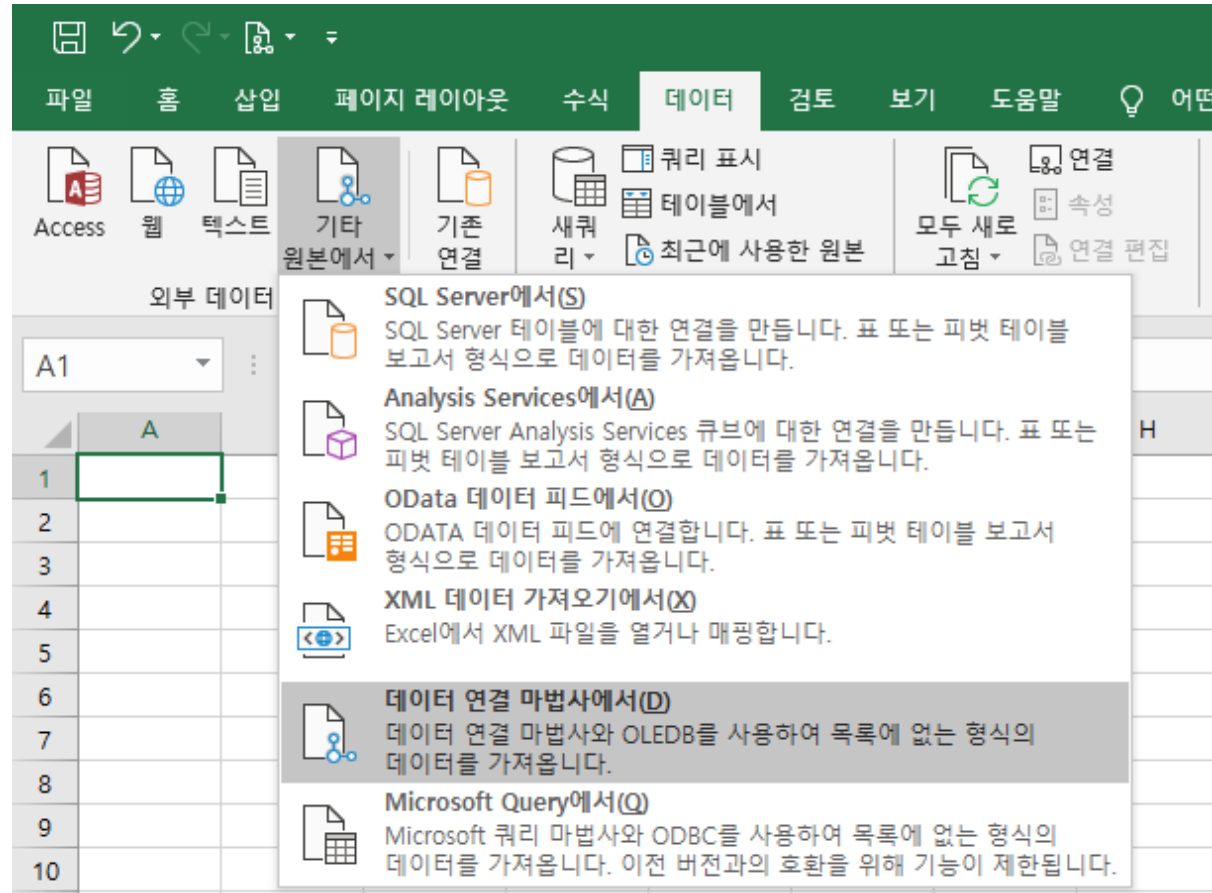 파일 홈 삽입 페이지 레이아웃 수식 데이터 검토 보기 도움말 어떤
Access 웹 텍스트 기타 원본에서 기존 연결 새쿼리 쿼리 표시 테이블에서 최근에 사용한 원본 모두 새로 고침 연결 속성 연결 편집
외부 데이터
SQL Server에서(S)
SQL Server 테이블에 대한 연결을 만듭니다. 표 또는 피벗 테이블
보고서 형식으로 데이터를 가져옵니다.
A1
Analysis Services에서(A)
SQL Server Analysis Services 큐브에 대한 연결을 만듭니다. 표 또는
피벗 테이블 보고서 형식으로 데이터를 가져옵니다.
A H
OData 데이터 피드에서(O)
ODATA 데이터 피드에 연결합니다. 표 또는 피벗 테이블 보고서
형식으로 데이터를 가져옵니다.
XML 데이터 가져오기에서(X)
Excel에서 XML 파일을 열거나 매핑합니다.
데이터 연결 마법사에서(D)
데이터 연결 마법사와 OLEDB를 사용하여 목록에 없는 형식의
데이터를 가져옵니다.
Microsoft Query에서(Q)
Microsoft 쿼리 마법사와 ODBC를 사용하여 목록에 없는 형식의
데이터를 가져옵니다. 이전 버전과의 호환을 위해 기능이 제한됩니다.
1
2
3
4
5
6
7
8
9
10